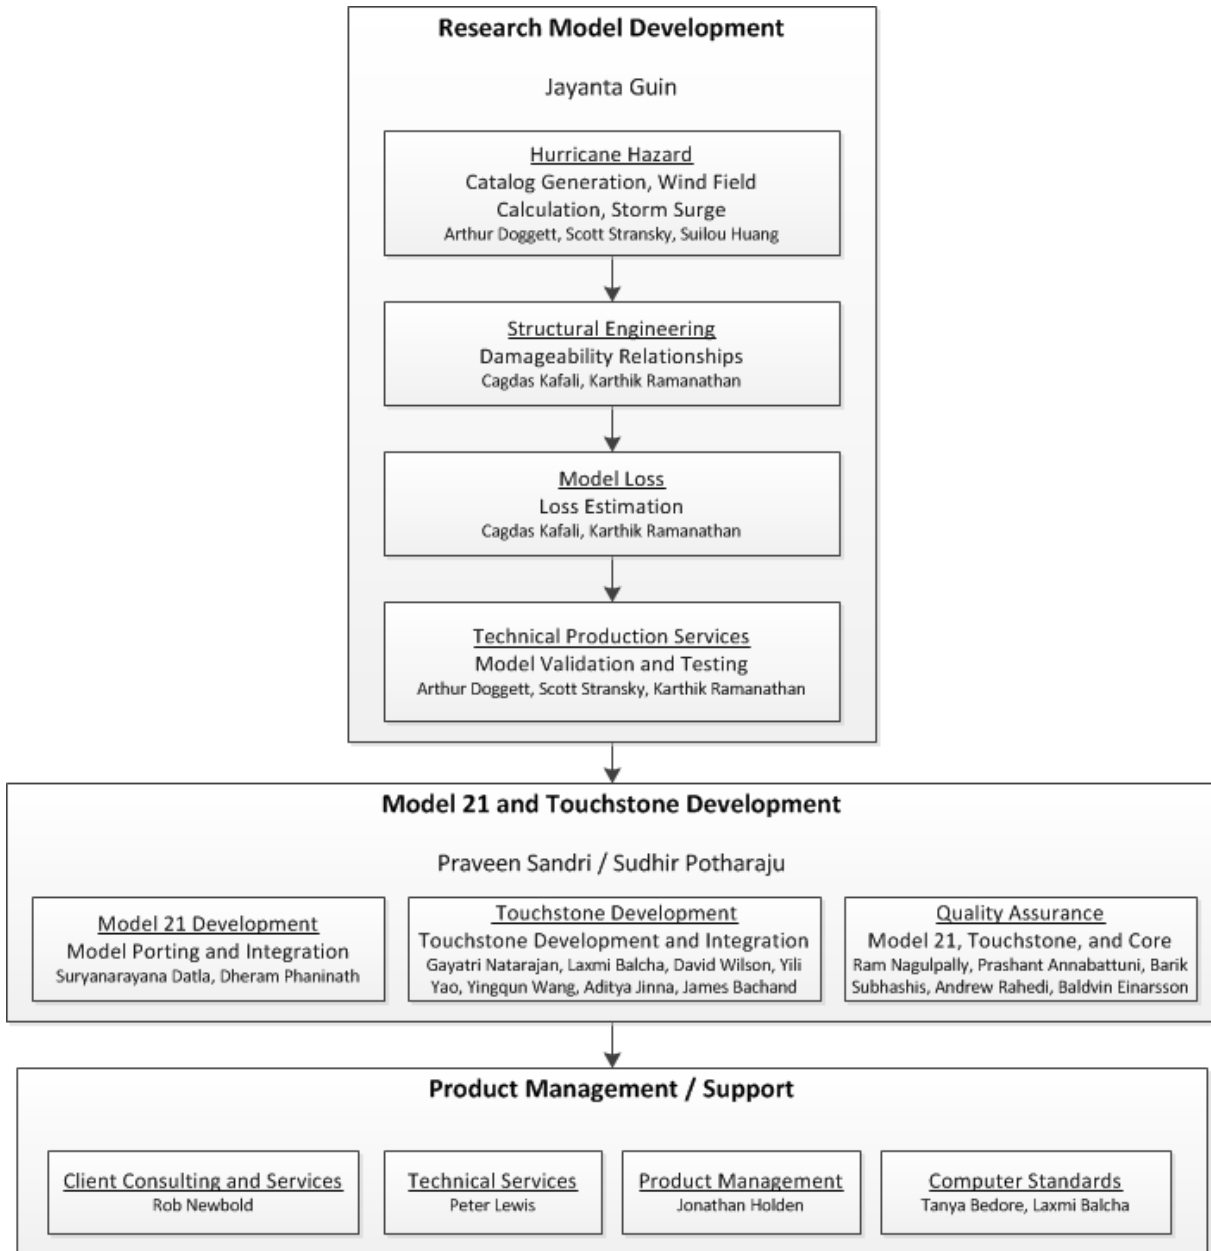 Research Model Development
Jayanta Guin
Hurricane Hazard
Catalog Generation, Wind Field
Calculation, Storm Surge
Arthur Doggett, Scott Stransky, Suilou Huang
Structural Engineering
Damageability Relationships
Cagdas Kafali, Karthik Ramanathan
Model Loss
Loss Estimation
Cagdas Kafali, Karthik Ramanathan
Technical Production Services
Model Validation and Testing
Arthur Doggett, Scott Stransky, Karthik Ramanathan
Model 21 and Touchstone Development
Praveen Sandri / Sudhir Potharaju
Model 21 Development
Model Porting and Integration
Suryanarayana Datla, Dheram Phaninath
Touchstone Development
Touchstone Development and Integration
Gayatri Natarajan, Laxmi Balcha, David Wilson, Yili
Yao, Yingqun Wang, Aditya Jinna, James Bachand
Quality Assurance
Model 21, Touchstone, and Core
Ram Nagulpally, Prashant Annabattuni, Barik
Subhashis, Andrew Rahedi, Baldvin Einarsson
Product Management / Support
Client Consulting and Services
Rob Newbold
Technical Services
Peter Lewis
Product Management
Jonathan Holden
Computer Standards
Tanya Bedore, Laxmi Balcha